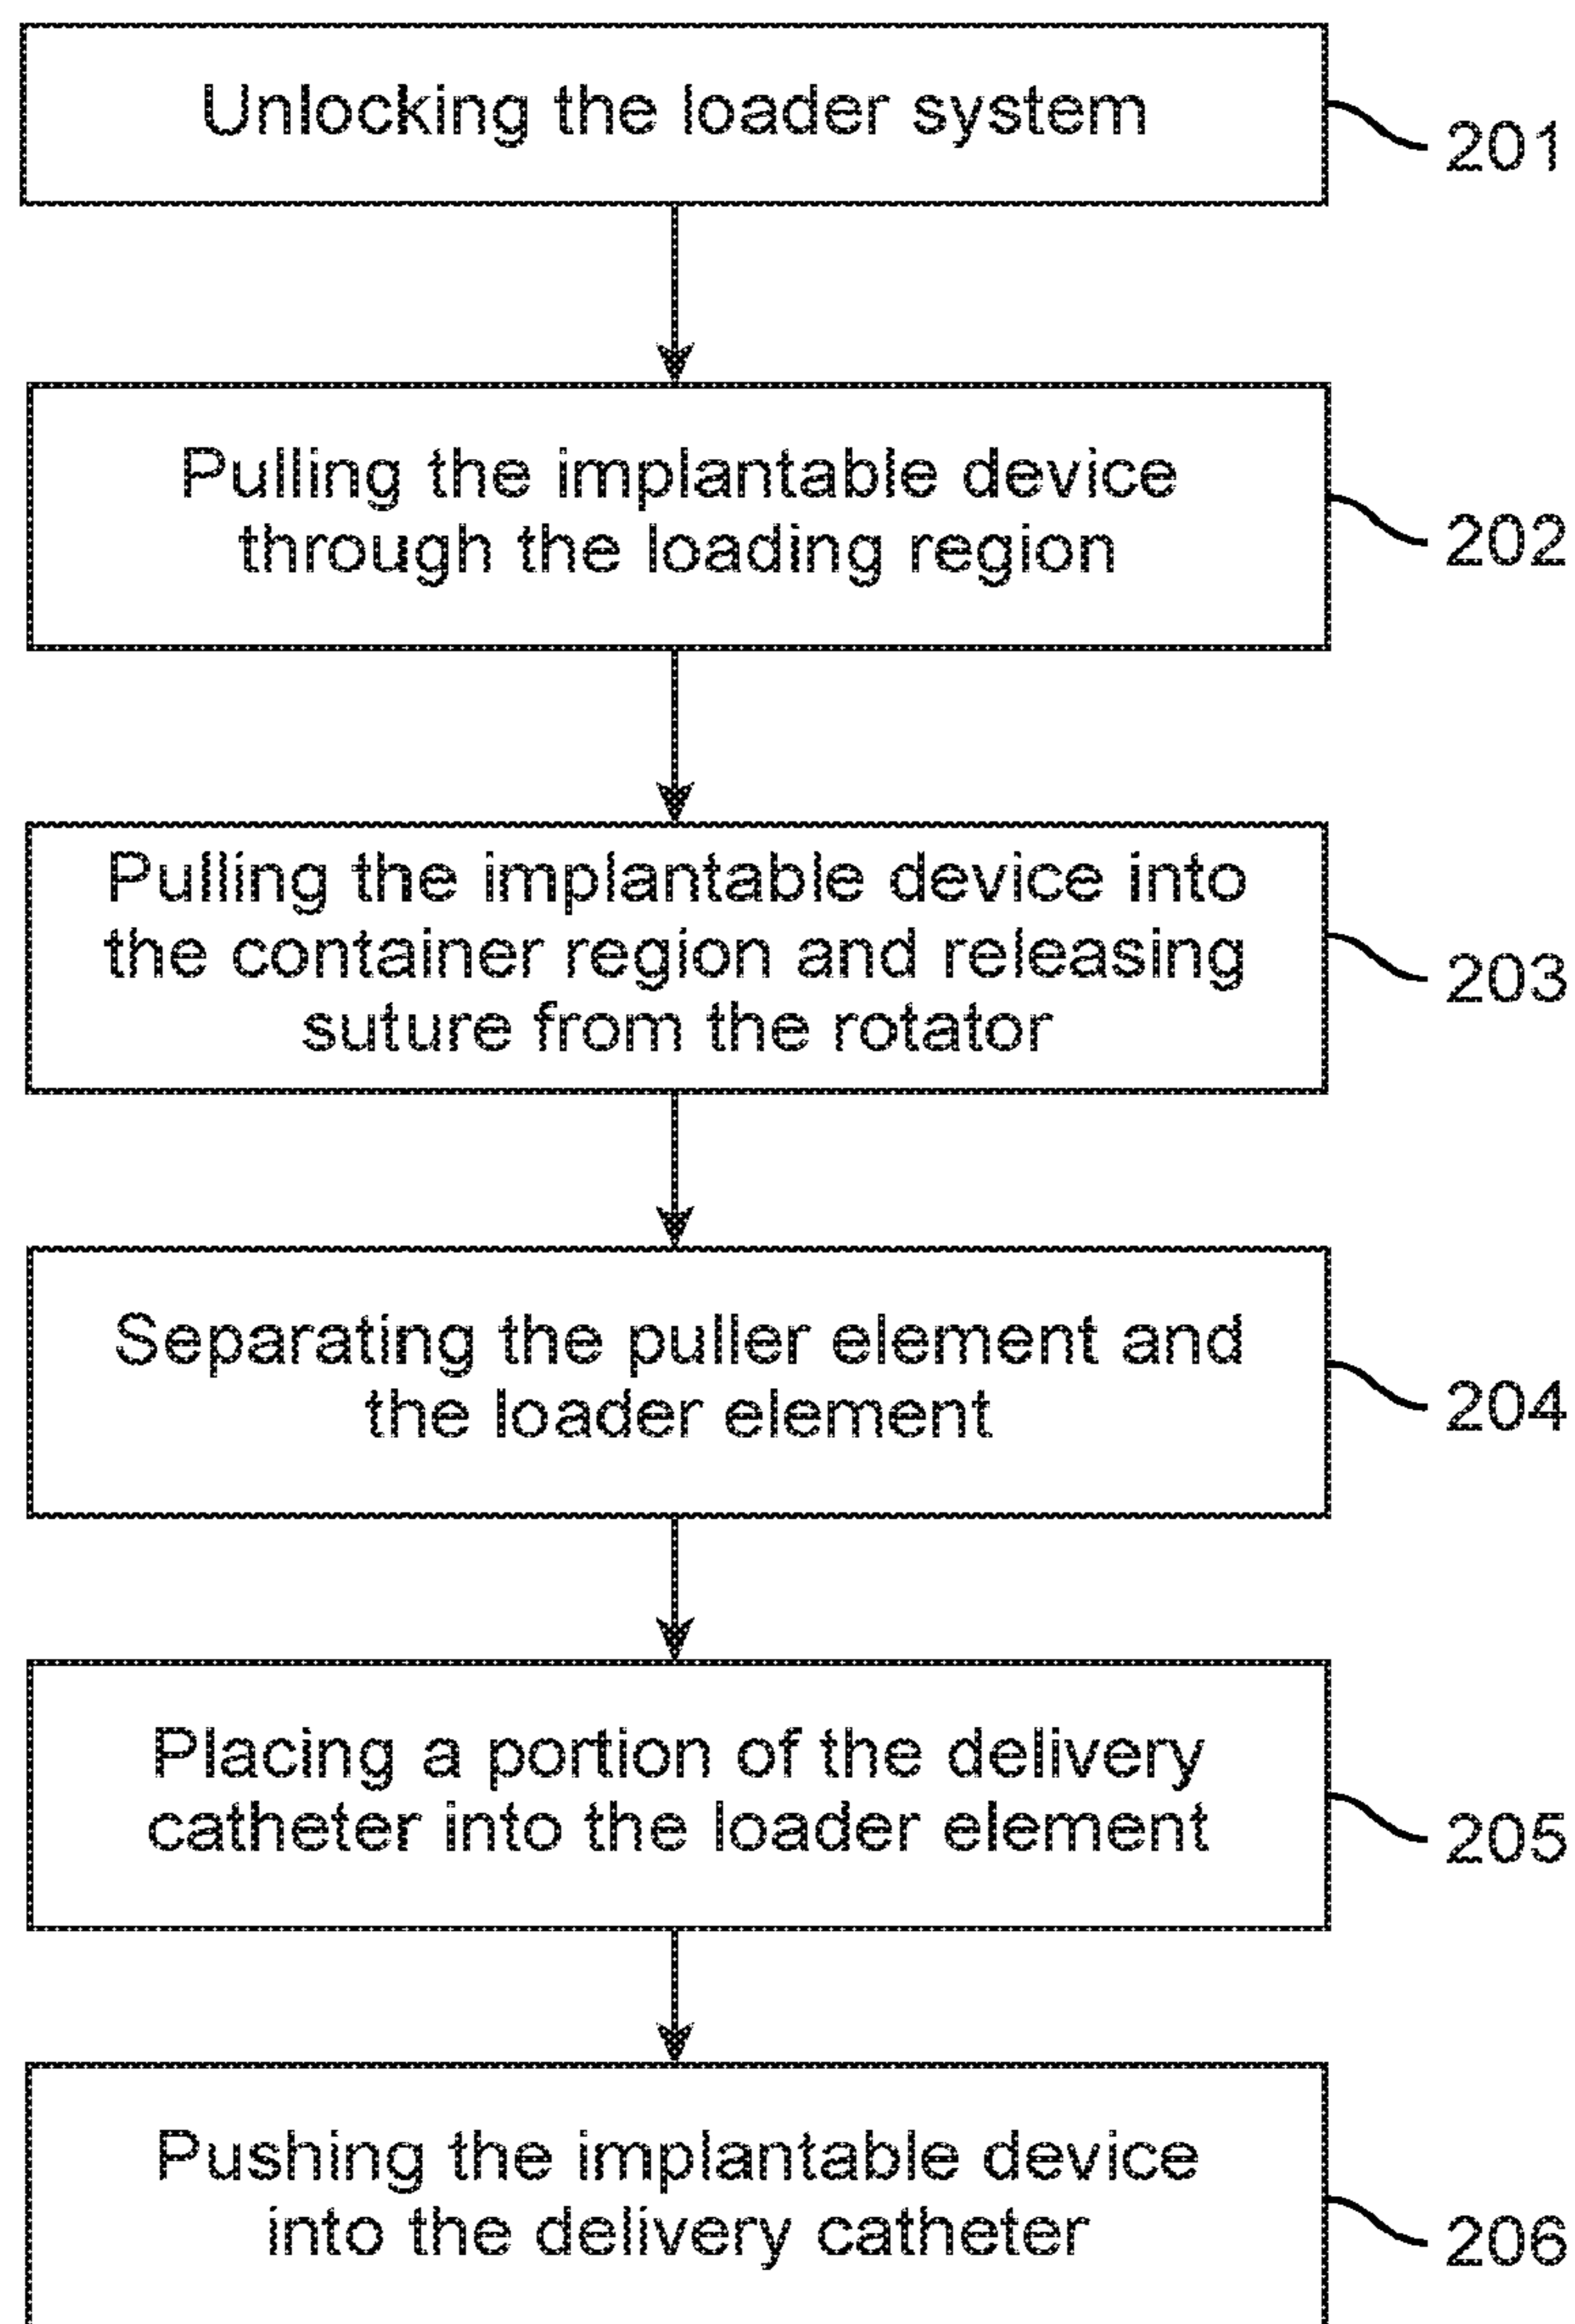 Unlocking the loader system
201
Pulling the implantable device
through the loading region
202
Pulling the implantable device into
the container region and releasing
suture from the rotator
203
Separating the puller element and
the loader element
204
Placing a portion of the delivery
catheter into the loader element
205
Pushing the implantable device
into the delivery catheter
206